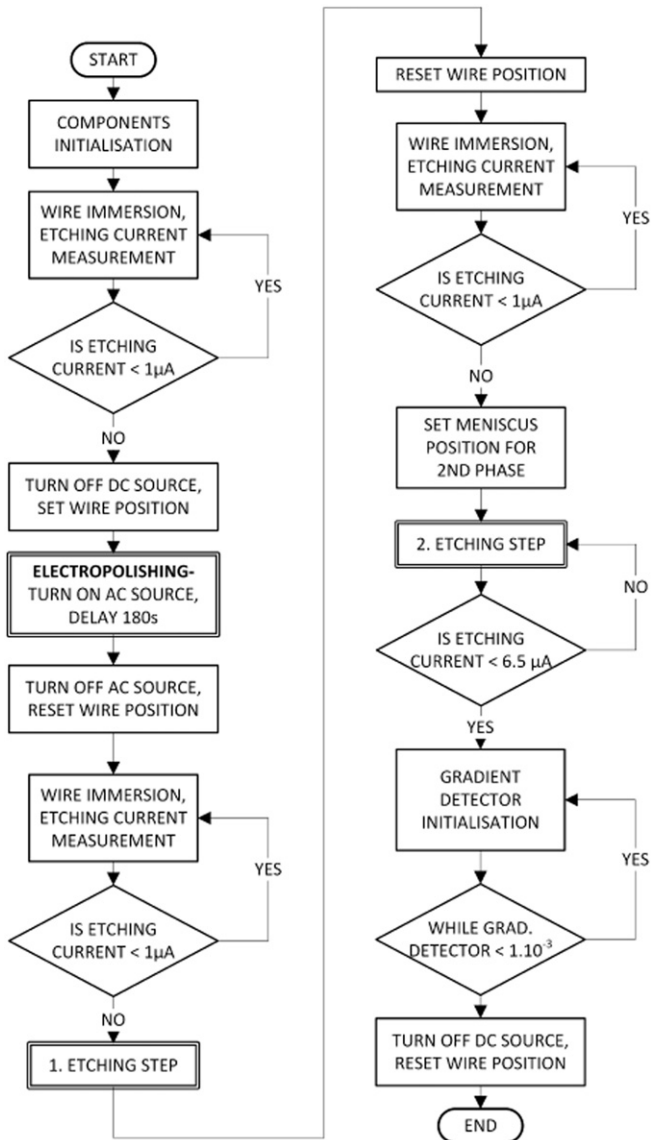 START
COMPONENTS
INITIALISATION
WIRE IMMERSION,
ETCHING CURRENT
MEASUREMENT
YES
IS ETCHING
CURRENT < 1µA
NO
TURN OFF DC SOURCE,
SET WIRE POSITION
ELECTROPOLISHING-
TURN ON AC SOURCE,
DELAY 180s
TURN OFF AC SOURCE,
RESET WIRE POSITION
WIRE IMMERSION,
ETCHING CURRENT
MEASUREMENT
YES
IS ETCHING
CURRENT < 1µA
NO
1. ETCHING STEP
RESET WIRE POSITION
WIRE IMMERSION,
ETCHING CURRENT
MEASUREMENT
YES
IS ETCHING
CURRENT < 1µA
NO
SET MENISCUS
POSITION FOR
2ND PHASE
2. ETCHING STEP
NO
IS ETCHING
CURRENT < 6.5 µA
YES
GRADIENT
DETECTOR
INITIALISATION
YES
WHILE GRAD.
DETECTOR < 1.10⁻³
TURN OFF DC SOURCE,
RESET WIRE POSITION
END